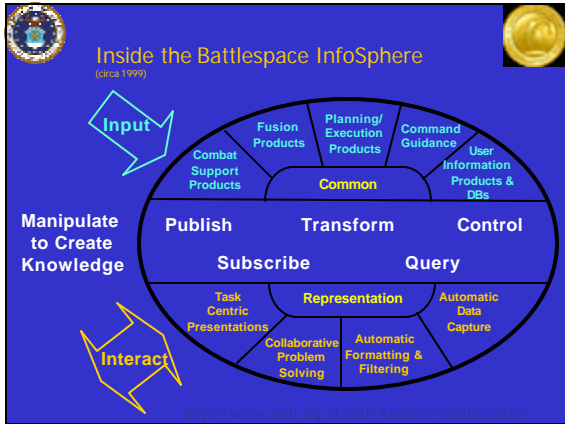 Inside the Battlespace InfoSphere
(circa 1999)
Input
Combat
Support
Products
Fusion
Products
Planning/
Execution
Products
Command
Guidance
User
Information
Products &
DBs
Common
Manipulate
to Create
Knowledge
Publish
Transform
Control
Subscribe
Query
Interact
Task
Centric
Presentations
Representation
Automatic
Data
Capture
Collaborative
Problem
Solving
Automatic
Formatting &
Filtering